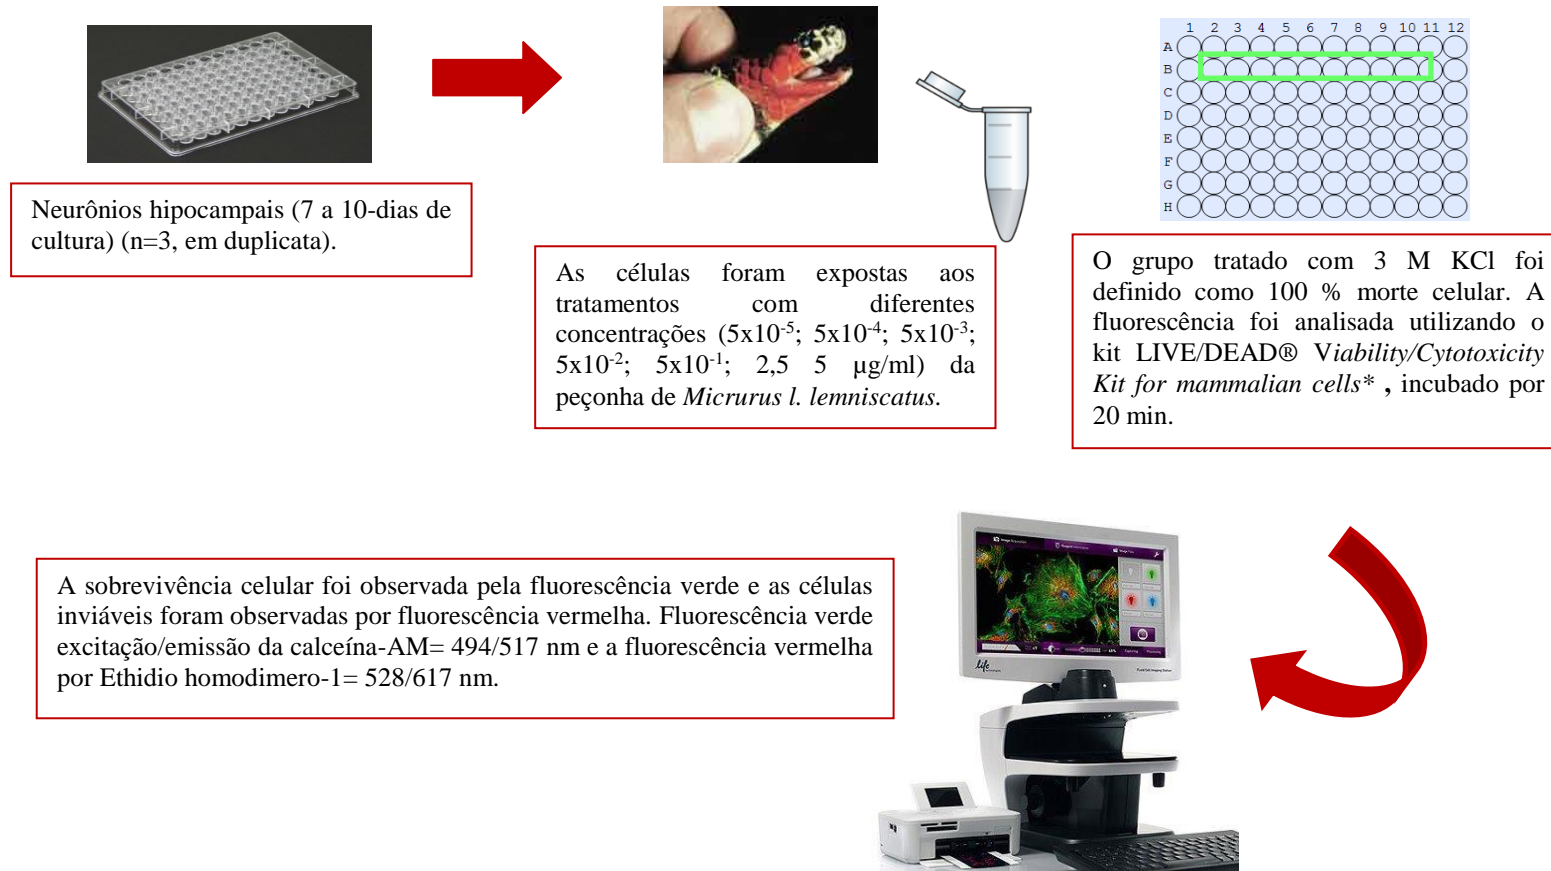 1 2 3 4 5 6 7 8 9 10 11 12
A
B
C
D
E
F
G
H
Neurônios hipocampais (7 a 10-dias de
cultura) (n=3, em duplicata).
As células foram expostas aos
tratamentos com diferentes
concentrações (5x10⁻⁵; 5x10⁻⁴; 5x10⁻³;
5x10⁻²; 5x10⁻¹; 2,5 5 µg/ml) da
peçonha de Micrurus l. lemniscatus.
O grupo tratado com 3 M KCl foi
definido como 100 % morte celular. A
fluorescência foi analisada utilizando o
kit LIVE/DEAD® Viability/Cytotoxicity
Kit for mammalian cells* , incubado por
20 min.
A sobrevivência celular foi observada pela fluorescência verde e as células
inviáveis foram observadas por fluorescência vermelha. Fluorescência verde
excitação/emissão da calceína-AM= 494/517 nm e a fluorescência vermelha
por Ethidio homodimero-1= 528/617 nm.
life